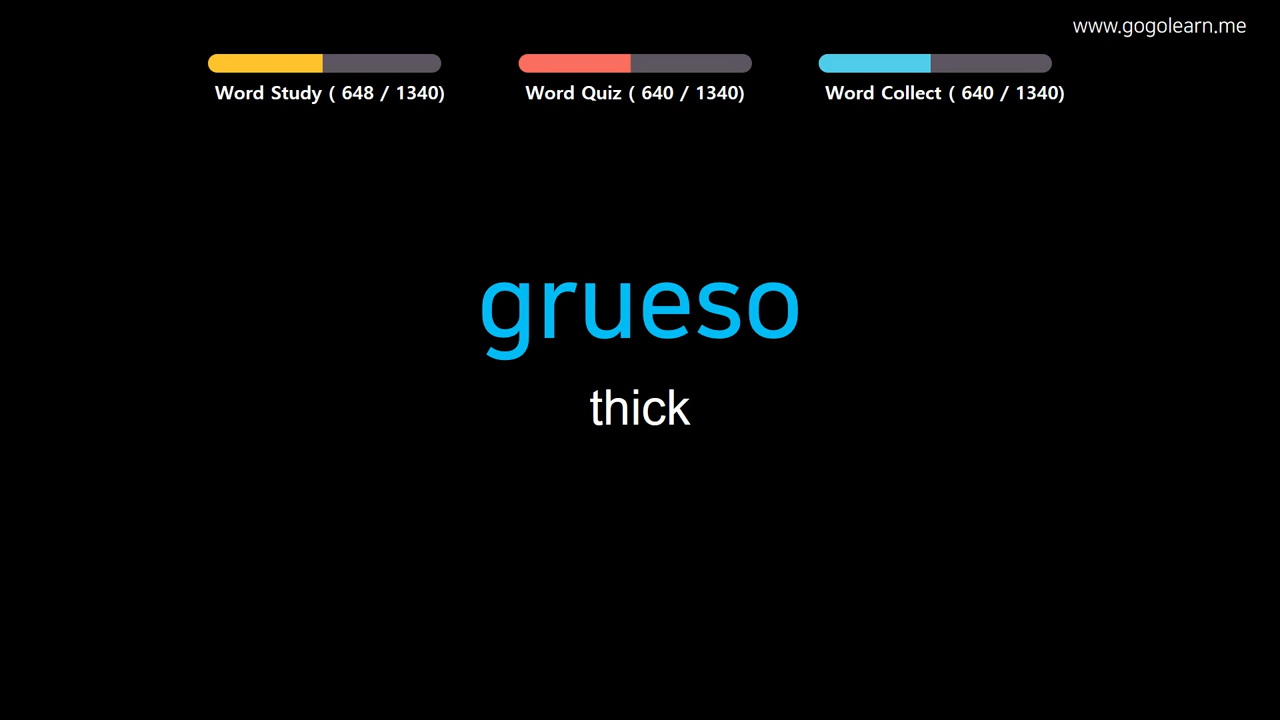 www.gogolearn.me
Word Study ( 648 / 1340)
Word Quiz ( 640 / 1340)
Word Collect ( 640 / 1340)
grueso
thick